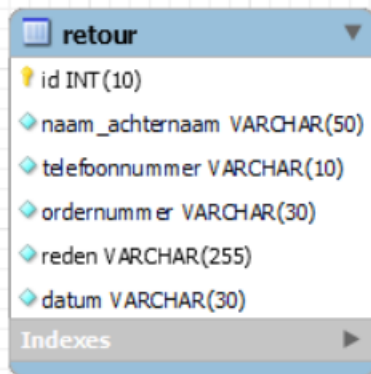 retour
id INT(10)
naam_achternaam VARCHAR(50)
telefoonnummer VARCHAR(10)
ordernummer VARCHAR(30)
reden VARCHAR(255)
datum VARCHAR(30)
Indexes